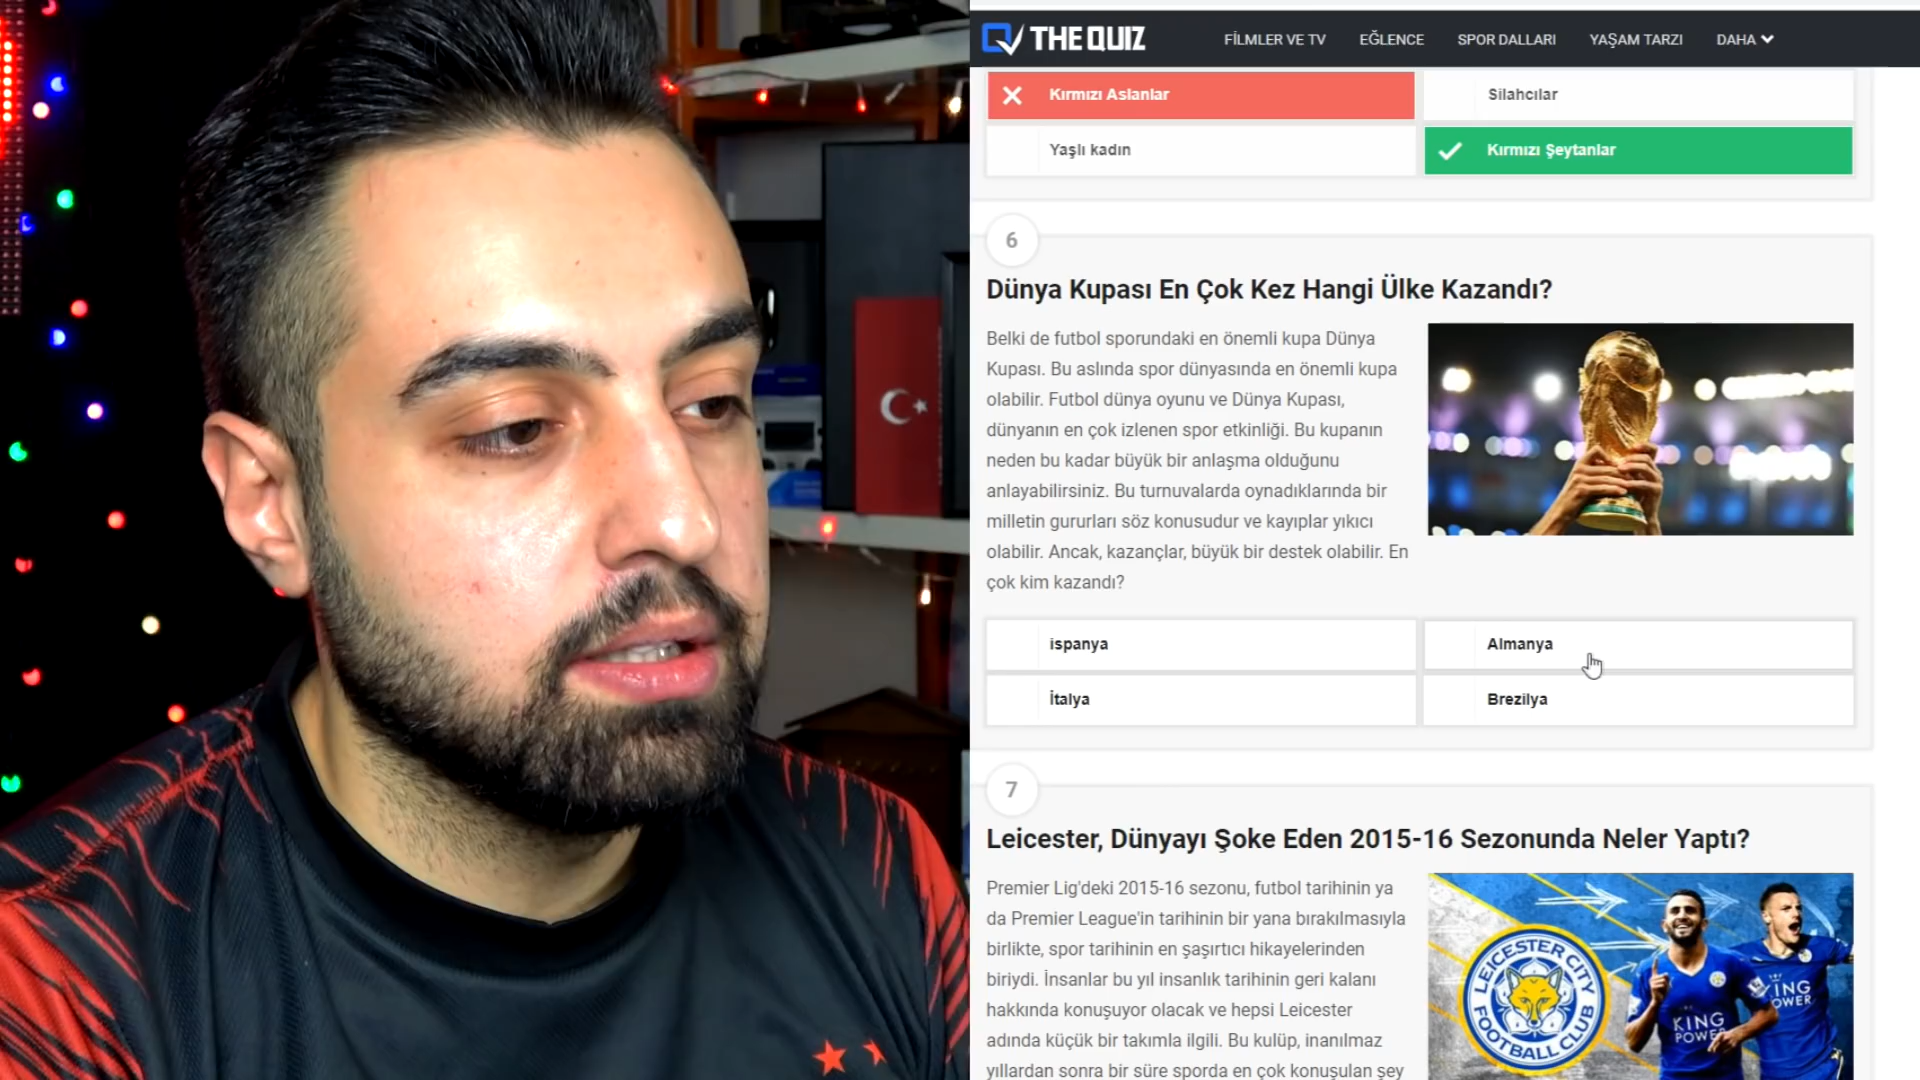 THE QUIZ
FİLMLER VE TV
EĞLENCE
SPOR DALLARI
YAŞAM TARZI
DAHA
Kırmızı Aslanlar
Silahcılar
Yaşlı kadın
Kırmızı Şeytanlar
6
Dünya Kupası En Çok Kez Hangi Ülke Kazandı?
Belki de futbol sporundaki en önemli kupa Dünya
Kupası. Bu aslında spor dünyasında en önemli kupa
olabilir. Futbol dünya oyunu ve Dünya Kupası,
dünyanın en çok izlenen spor etkinliği. Bu kupanın
neden bu kadar büyük bir anlaşma olduğunu
anlayabilirsiniz. Bu turnuvalarda oynadıklarında bir
milletin gururları söz konusudur ve kayıplar yıkıcı
olabilir. Ancak, kazançlar, büyük bir destek olabilir. En
çok kim kazandı?
ispanya
Almanya
İtalya
Brezilya
7
Leicester, Dünyayı Şoke Eden 2015-16 Sezonunda Neler Yaptı?
Premier Lig'deki 2015-16 sezonu, futbol tarihinin ya
da Premier League'in tarihinin bir yana bırakılmasıyla
birlikte, spor tarihinin en şaşırtıcı hikayelerinden
biriydi. İnsanlar bu yıl insanlık tarihinin geri kalanı
hakkında konuşuyor olacak ve hepsi Leicester
adında küçük bir takımla ilgili. Bu kulüp, inanılmaz
yıllardan sonra bir süre sporda en çok konuşulan şey
LEICESTER CITY
FOOTBALL CLUB
KING
POWER
KING
POWER